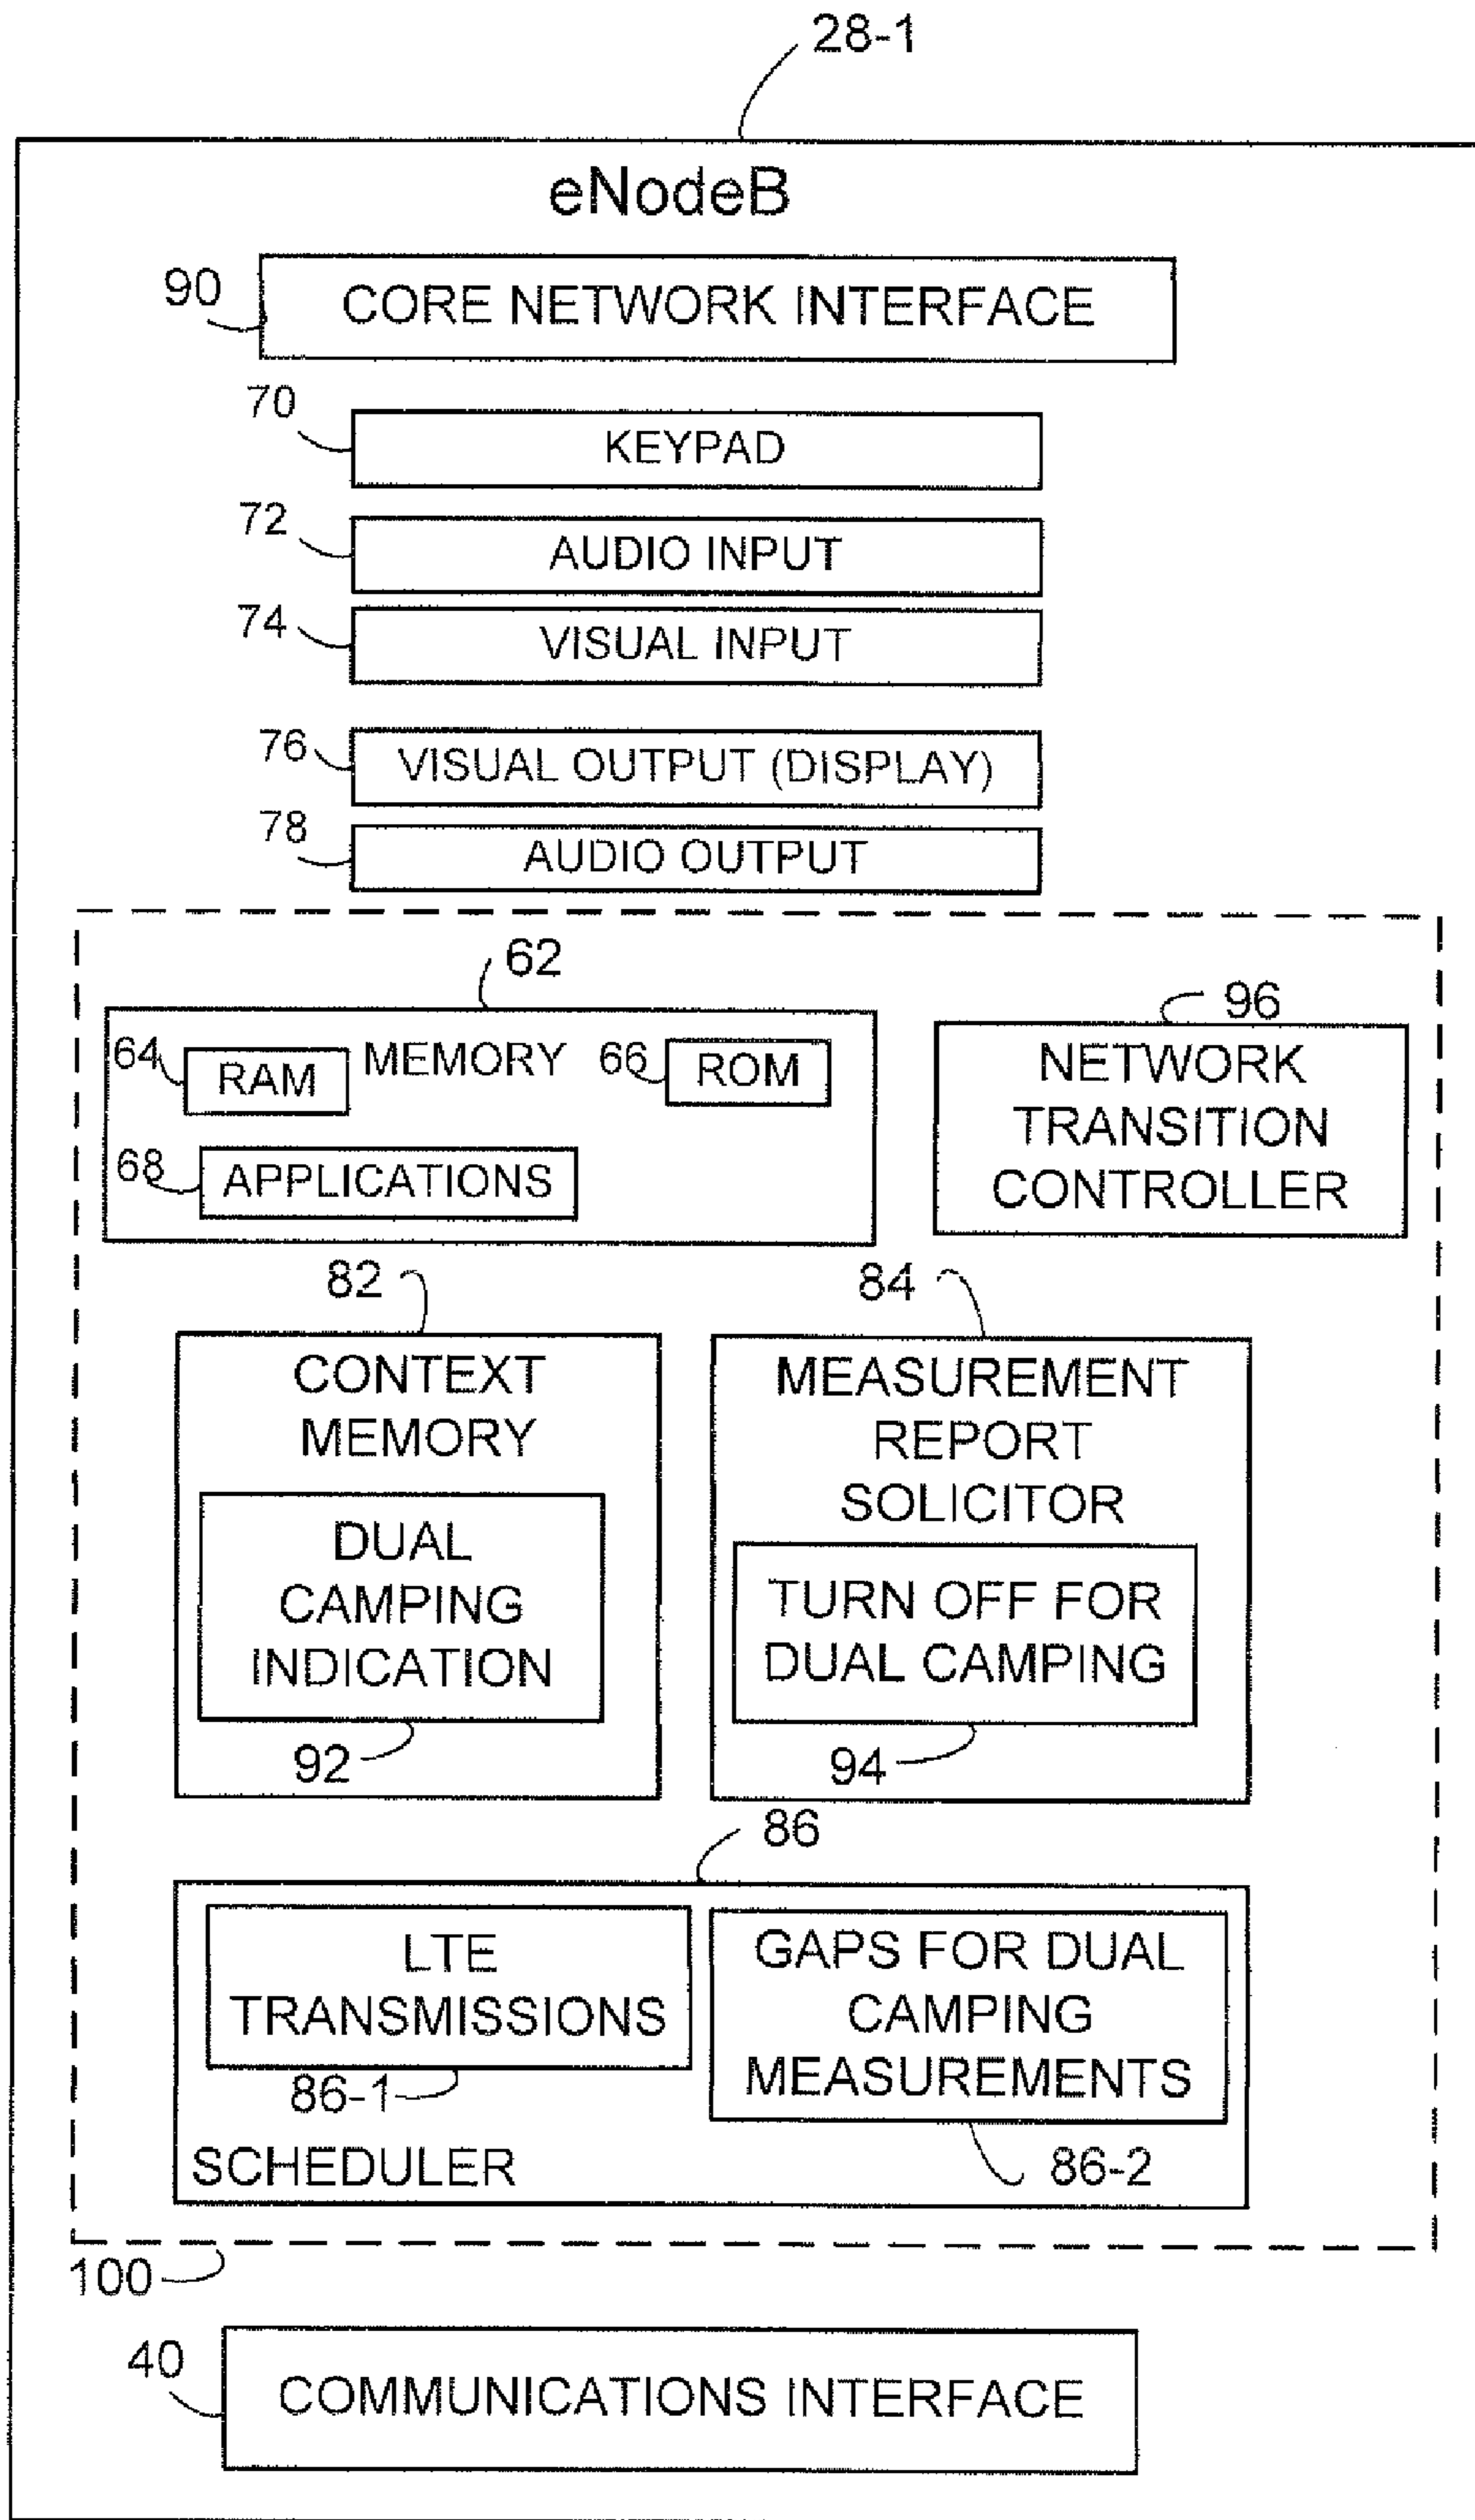 28-1
eNodeB
90
CORE NETWORK INTERFACE
70
KEYPAD
72
AUDIO INPUT
74
VISUAL INPUT
76
VISUAL OUTPUT (DISPLAY)
78
AUDIO OUTPUT
62
64
RAM
MEMORY
66
ROM
68
APPLICATIONS
96
NETWORK
TRANSITION
CONTROLLER
82
CONTEXT
MEMORY
DUAL
CAMPING
INDICATION
92
84
MEASUREMENT
REPORT
SOLICITOR
TURN OFF FOR
DUAL CAMPING
94
86
LTE
TRANSMISSIONS
86-1
GAPS FOR DUAL
CAMPING
MEASUREMENTS
86-2
SCHEDULER
100
40
COMMUNICATIONS INTERFACE